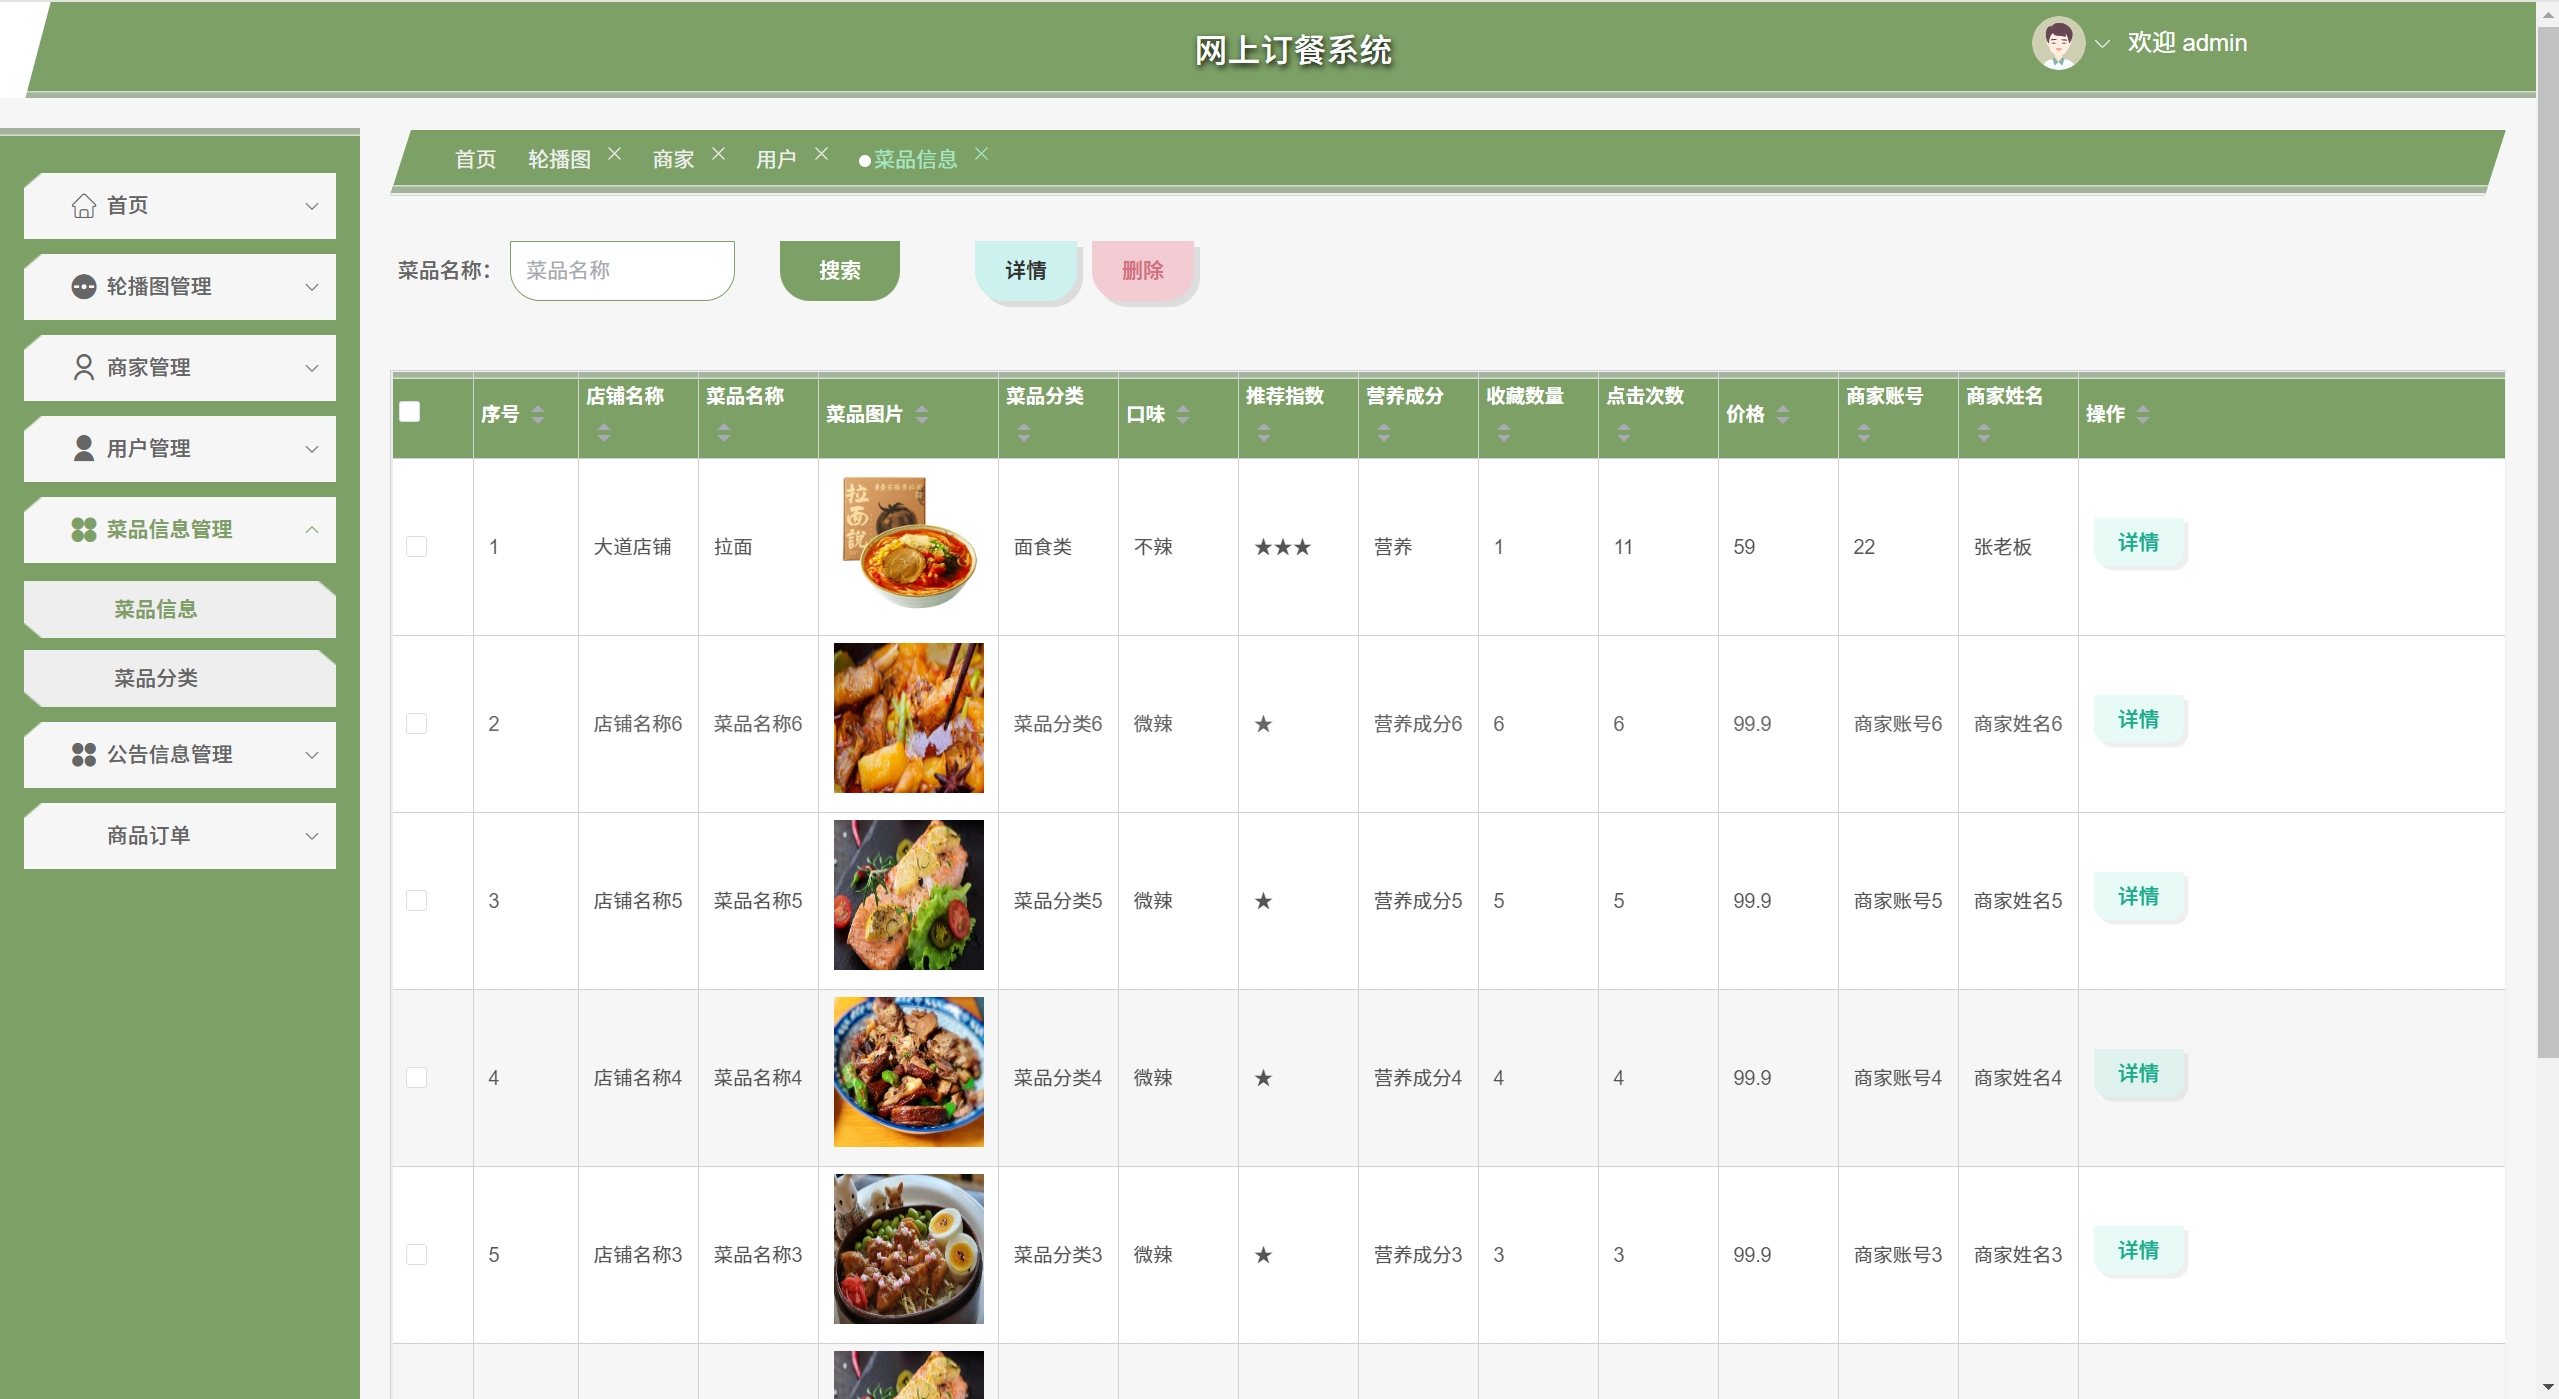 网上订餐系统
欢迎 admin
首页
轮播图管理
商家管理
用户管理
菜品信息管理
菜品信息
菜品分类
公告信息管理
商品订单
首页 轮播图 商家 用户 菜品信息
菜品名称： 菜品名称 搜索 详情 删除
序号 店铺名称 菜品名称 菜品图片 菜品分类 口味 推荐指数 营养成分 收藏数量 点击次数 价格 商家账号 商家姓名 操作
拉面說
1 大道店铺 拉面 面食类 不辣 ★★★ 营养 1 11 59 22 张老板 详情
2 店铺名称6 菜品名称6 菜品分类6 微辣 ★ 营养成分6 6 6 99.9 商家账号6 商家姓名6 详情
3 店铺名称5 菜品名称5 菜品分类5 微辣 ★ 营养成分5 5 5 99.9 商家账号5 商家姓名5 详情
4 店铺名称4 菜品名称4 菜品分类4 微辣 ★ 营养成分4 4 4 99.9 商家账号4 商家姓名4 详情
5 店铺名称3 菜品名称3 菜品分类3 微辣 ★ 营养成分3 3 3 99.9 商家账号3 商家姓名3 详情